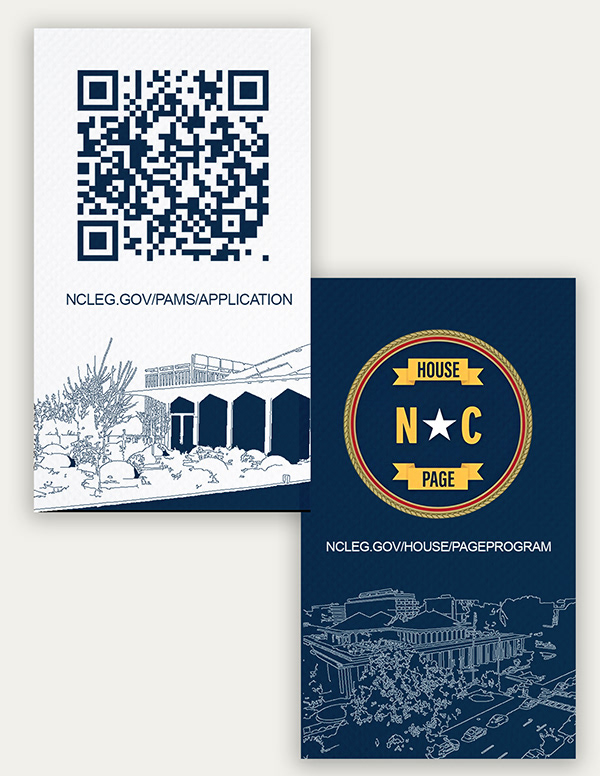 NCLEG.GOV/PAMS/APPLICATION
HOUSE
N★C
PAGE
NCLEG.GOV/HOUSE/PAGEPROGRAM